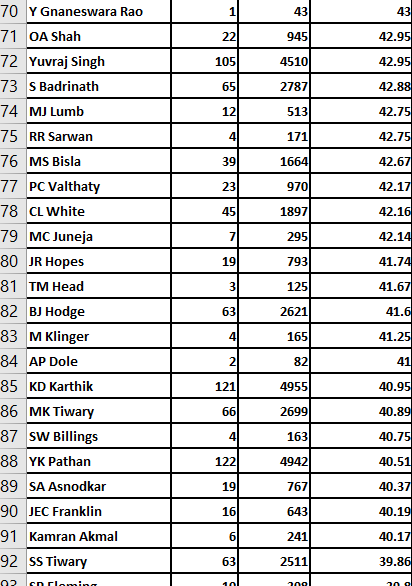 70 Y Gnaneswara Rao 1 43 43
71 OA Shah 22 945 42.95
72 Yuvraj Singh 105 4510 42.95
73 S Badrinath 65 2787 42.88
74 MJ Lumb 12 513 42.75
75 RR Sarwan 4 171 42.75
76 MS Bisla 39 1664 42.67
77 PC Valthaty 23 970 42.17
78 CL White 45 1897 42.16
79 MC Juneja 7 295 42.14
80 JR Hopes 19 793 41.74
81 TM Head 3 125 41.67
82 BJ Hodge 63 2621 41.6
83 M Klinger 4 165 41.25
84 AP Dole 2 82 41
85 KD Karthik 121 4955 40.95
86 MK Tiwary 66 2699 40.89
87 SW Billings 4 163 40.75
88 YK Pathan 122 4942 40.51
89 SA Asnodkar 19 767 40.37
90 JEC Franklin 16 643 40.19
91 Kamran Akmal 6 241 40.17
92 SS Tiwary 63 2511 39.86
93 SP Fleming 10